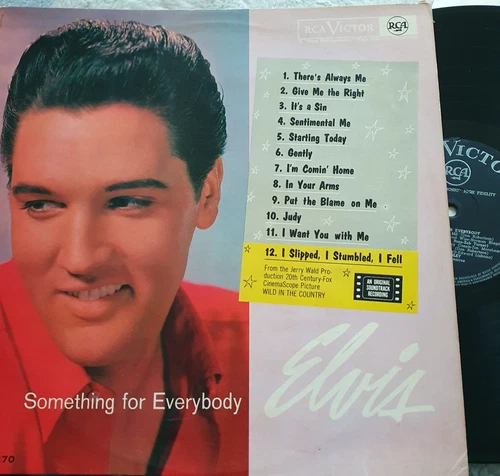 RCA VICTOR
RCA
1. There's Always Me
2. Give Me the Right
3. It's a Sin
4. Sentimental Me
5. Starting Today
6. Gently
7. I'm Comin' Home
8. In Your Arms
9. Put the Blame on Me
10. Judy
11. I Want You with Me
12. I Slipped, I Stumbled, I Fell
From the Jerry Wald Pro-
duction 20th Century-Fox
CinemaScope Picture
WILD IN THE COUNTRY
AN ORIGINAL
SOUNDTRACK
RECORDING
Elvis
Something for Everybody
70
VICTO
RCA